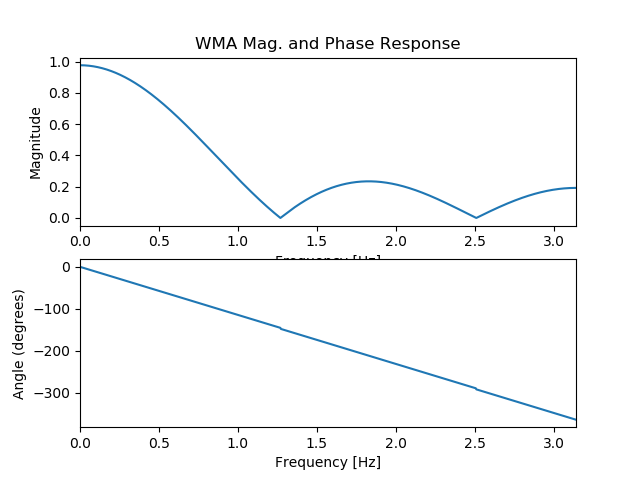 WMA Mag. and Phase Response
1.0
0.8
0.6
0.4
0.2
0.0
Magnitude
0.0 0.5 1.0 1.5 2.0 2.5 3.0
Frequency [Hz]
0
−100
−200
−300
Angle (degrees)
0.0 0.5 1.0 1.5 2.0 2.5 3.0
Frequency [Hz]